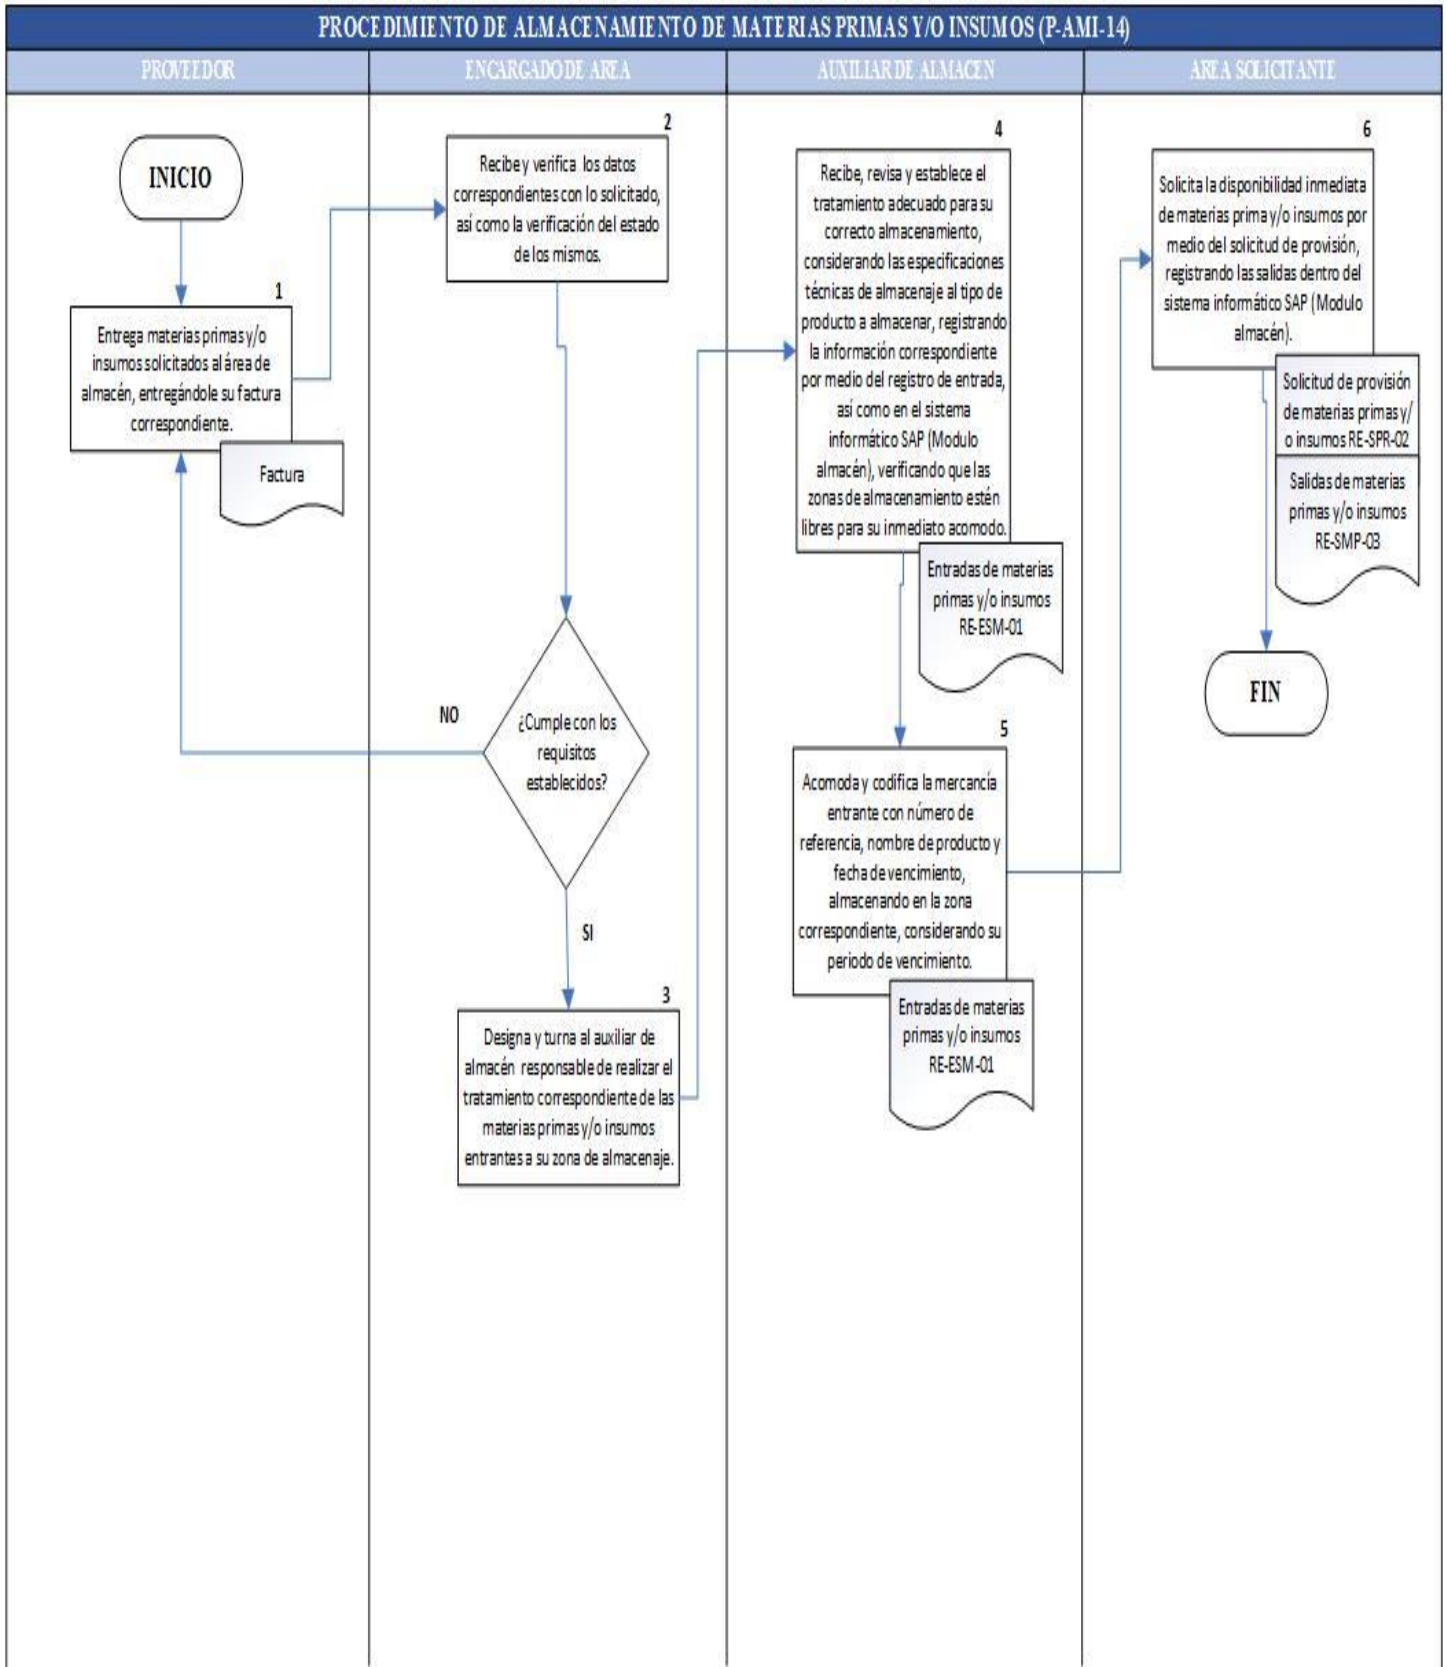 PROCEDIMIENTO DE ALMACENAMIENTO DE MATERIAS PRIMAS Y/O INSUMOS (P-AMI-14)
PROVEEDOR
ENCARGADO DE AREA
AUXILIAR DE ALMACEN
AREA SOLICITANTE
INICIO
1
Entrega materias primas y/o
insumos solicitados al área de
almacén, entregándole su factura
correspondiente.
Factura
2
Recibe y verifica los datos
correspondientes con lo solicitado,
así como la verificación del estado
de los mismos.
¿Cumple con los
requisitos
establecidos?
NO
SI
3
Designa y turna al auxiliar de
almacén responsable de realizar el
tratamiento correspondiente de las
materias primas y/o insumos
entrantes a su zona de almacenaje.
4
Recibe, revisa y establece el
tratamiento adecuado para su
correcto almacenamiento,
considerando las especificaciones
técnicas de almacenaje al tipo de
producto a almacenar, registrando
la información correspondiente
por medio del registro de entrada,
así como en el sistema
informático SAP (Modulo
almacén), verificando que las
zonas de almacenamiento estén
libres para su inmediato acomodo.
Entradas de materias
primas y/o insumos
RE-ESM-01
5
Acomoda y codifica la mercancía
entrante con número de
referencia, nombre de producto y
fecha de vencimiento,
almacenando en la zona
correspondiente, considerando su
periodo de vencimiento.
Entradas de materias
primas y/o insumos
RE-ESM-01
6
Solicita la disponibilidad inmediata
de materias prima y/o insumos por
medio del solicitud de provisión,
registrando las salidas dentro del
sistema informático SAP (Modulo
almacén).
Solicitud de provisión
de materias primas y/
o insumos RE-SPR-02
Salidas de materias
primas y/o insumos
RE-SMP-03
FIN